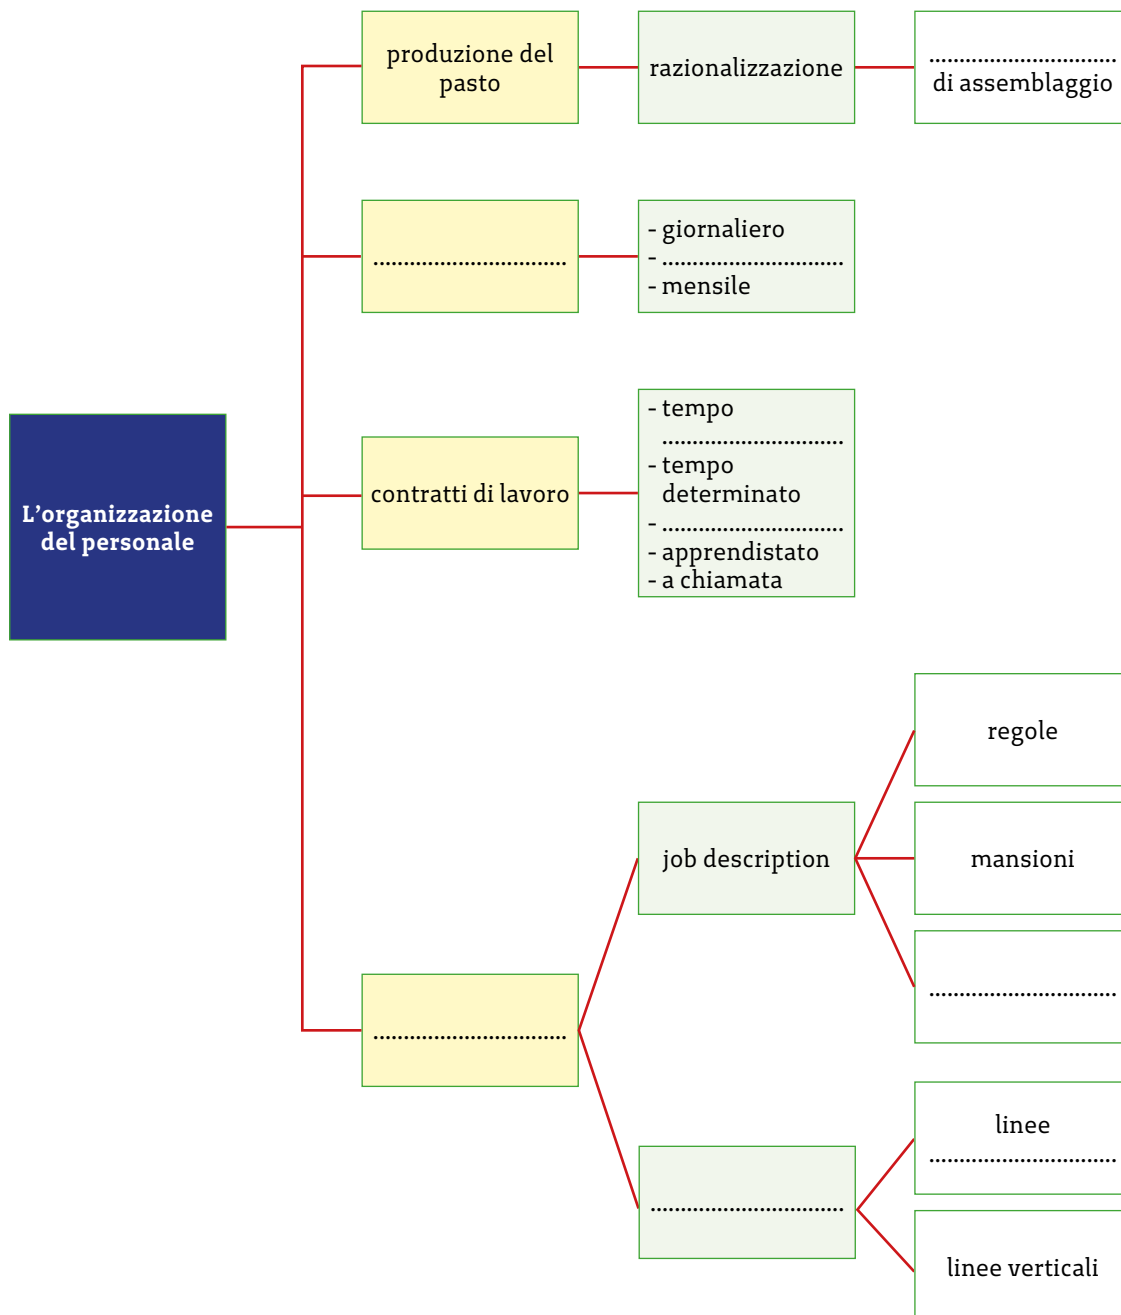 produzione del
pasto
razionalizzazione
..............................
di assemblaggio
...............................
- giornaliero
- .............................
- mensile
L'organizzazione
del personale
contratti di lavoro
- tempo
.............................
- tempo
determinato
- .............................
- apprendistato
- a chiamata
regole
job description
mansioni
..............................
...............................
linee
..............................
...............................
linee verticali